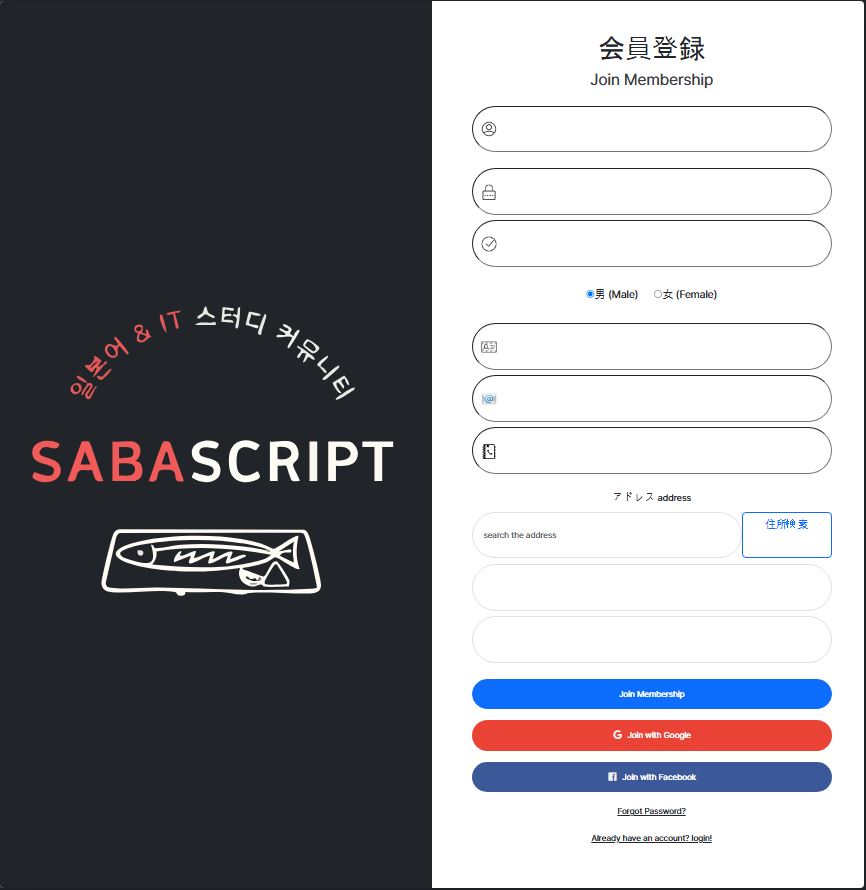 일본어 & IT 스터디 커뮤니티
SABASCRIPT
会員登録
Join Membership
男 (Male) 女 (Female)
アドレス address
search the address
住所検索
Join Membership
Join with Google
Join with Facebook
Forgot Password?
Already have an account? login!